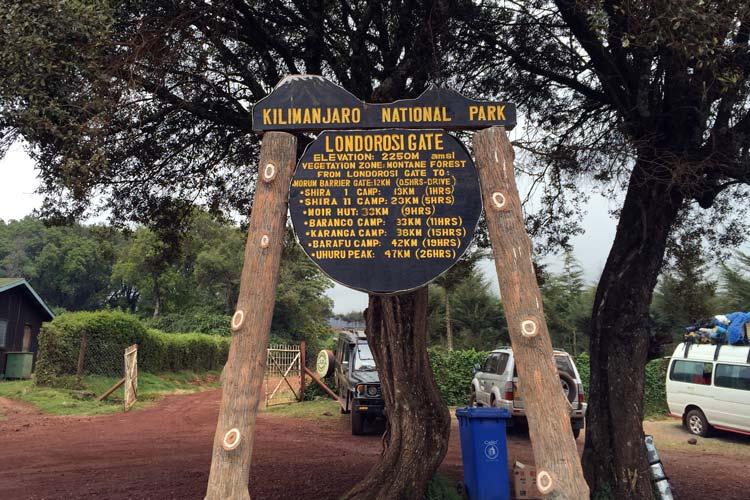 KILIMANJARO NATIONAL PARK
LONDOROSI GATE
ELEVATION: 2250M amsl
VEGETATION ZONE: MONTANE FOREST
FROM LONDOROSI GATE TO:
MORUM BARRIER GATE: 12KM (0.5HRS-DRIVE)
•SHIRA 1 CAMP: 13KM (1HRS)
•SHIRA 11 CAMP: 23KM (5HRS)
•MOIR HUT: 33KM (9HRS)
•BARANCO CAMP: 33KM (11HRS)
•KARANGA CAMP: 38KM (15HRS)
•BARAFU CAMP: 42KM (19HRS)
•UHURU PEAK: 47KM (26HRS)